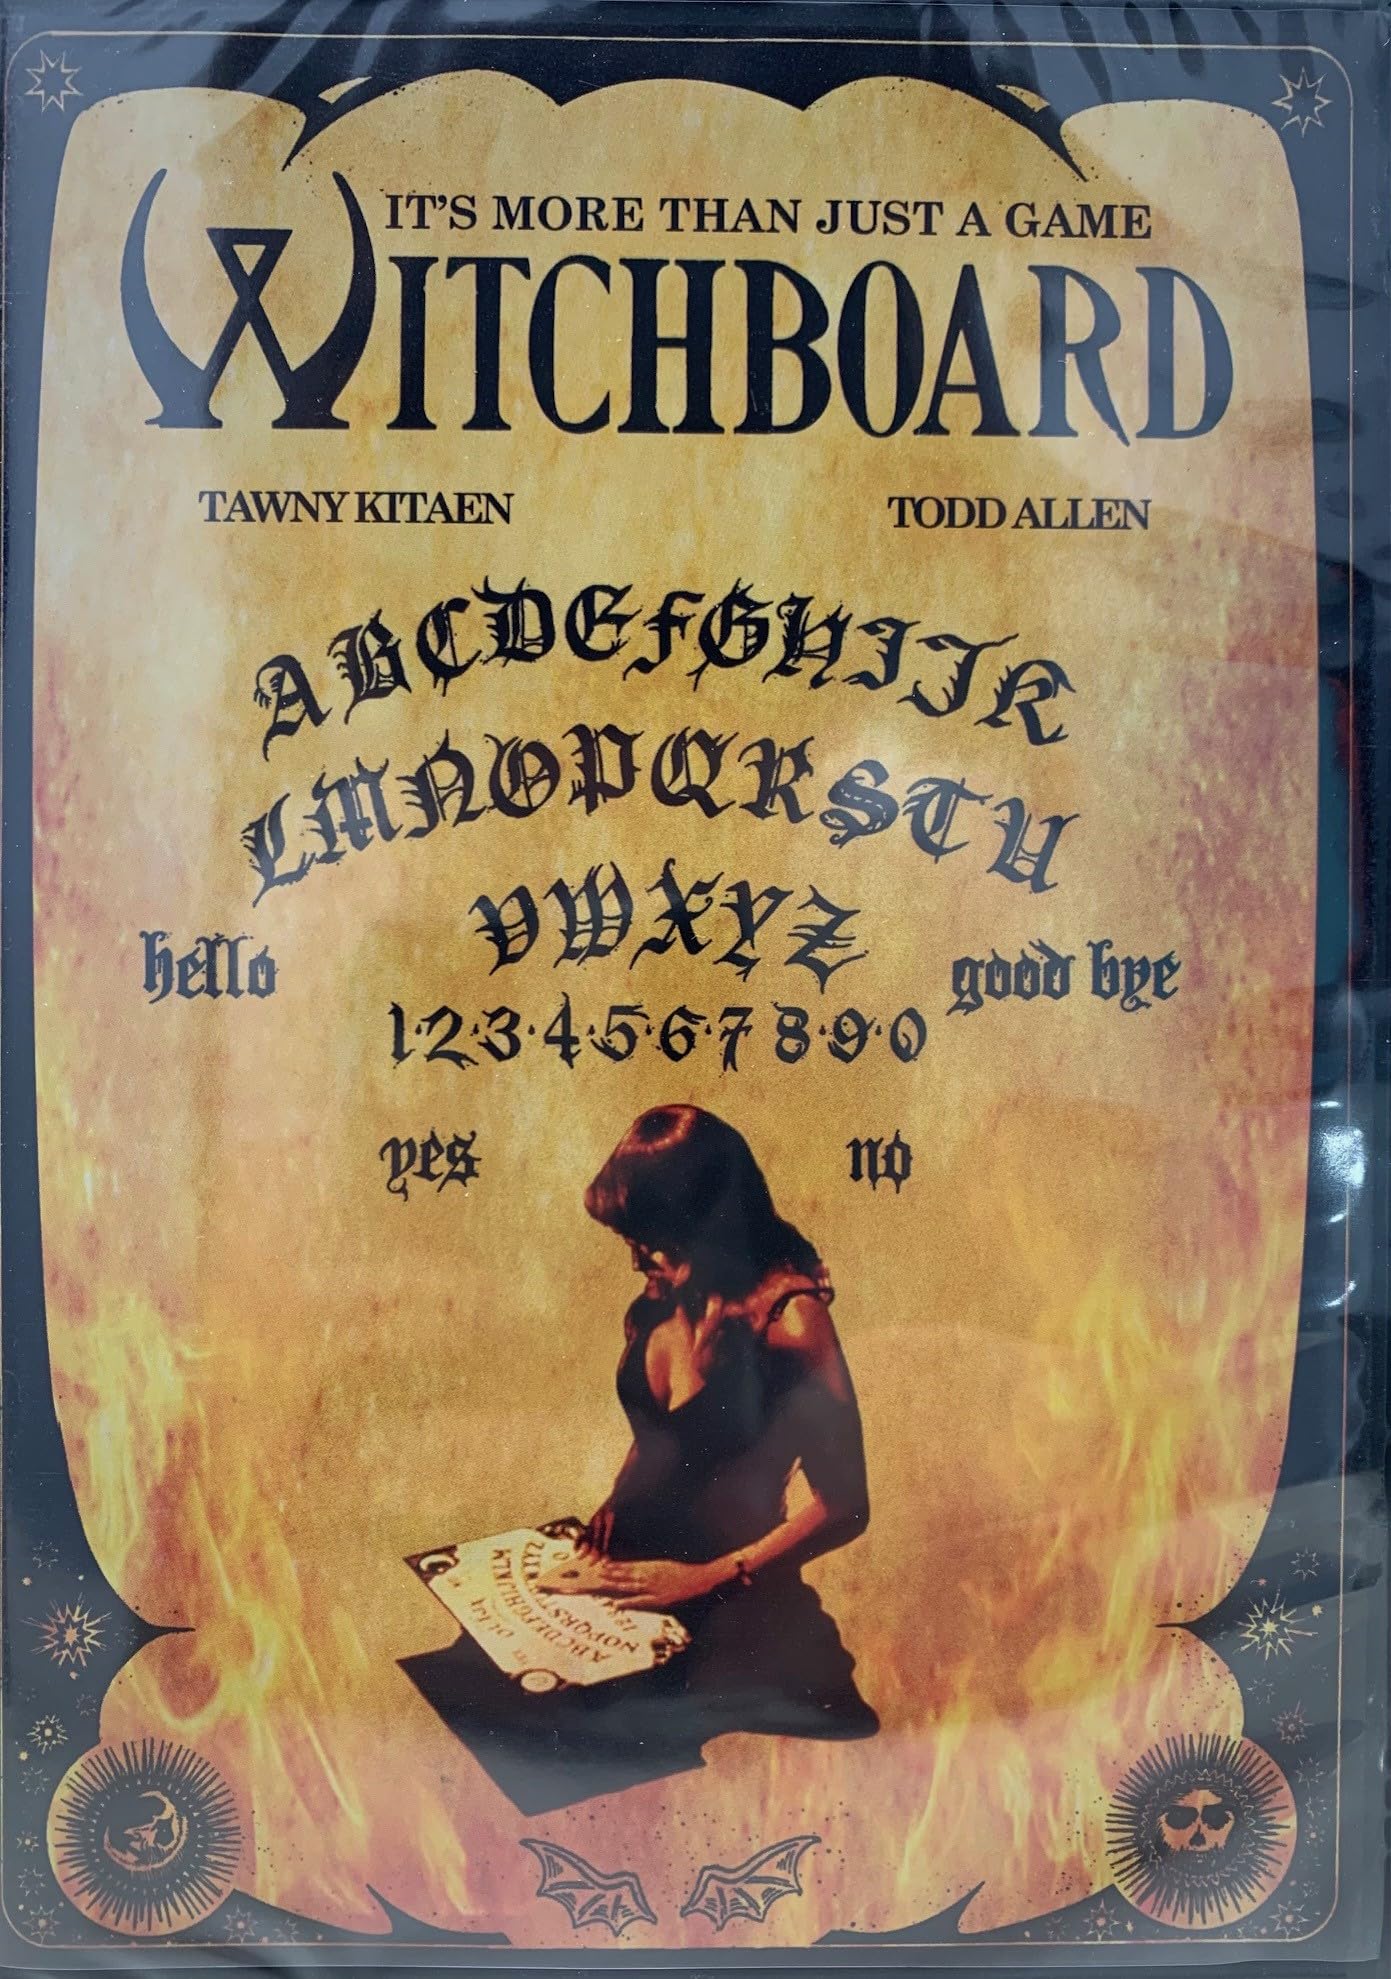 IT'S MORE THAN JUST A GAME
WITCHBOARD
TAWNY KITAEN TODD ALLEN
ABCDEFGHIJK
LMNOPQRSTU
VWXYZ
hello good bye
1·2·3·4·5·6·7 8·9·0
yes no